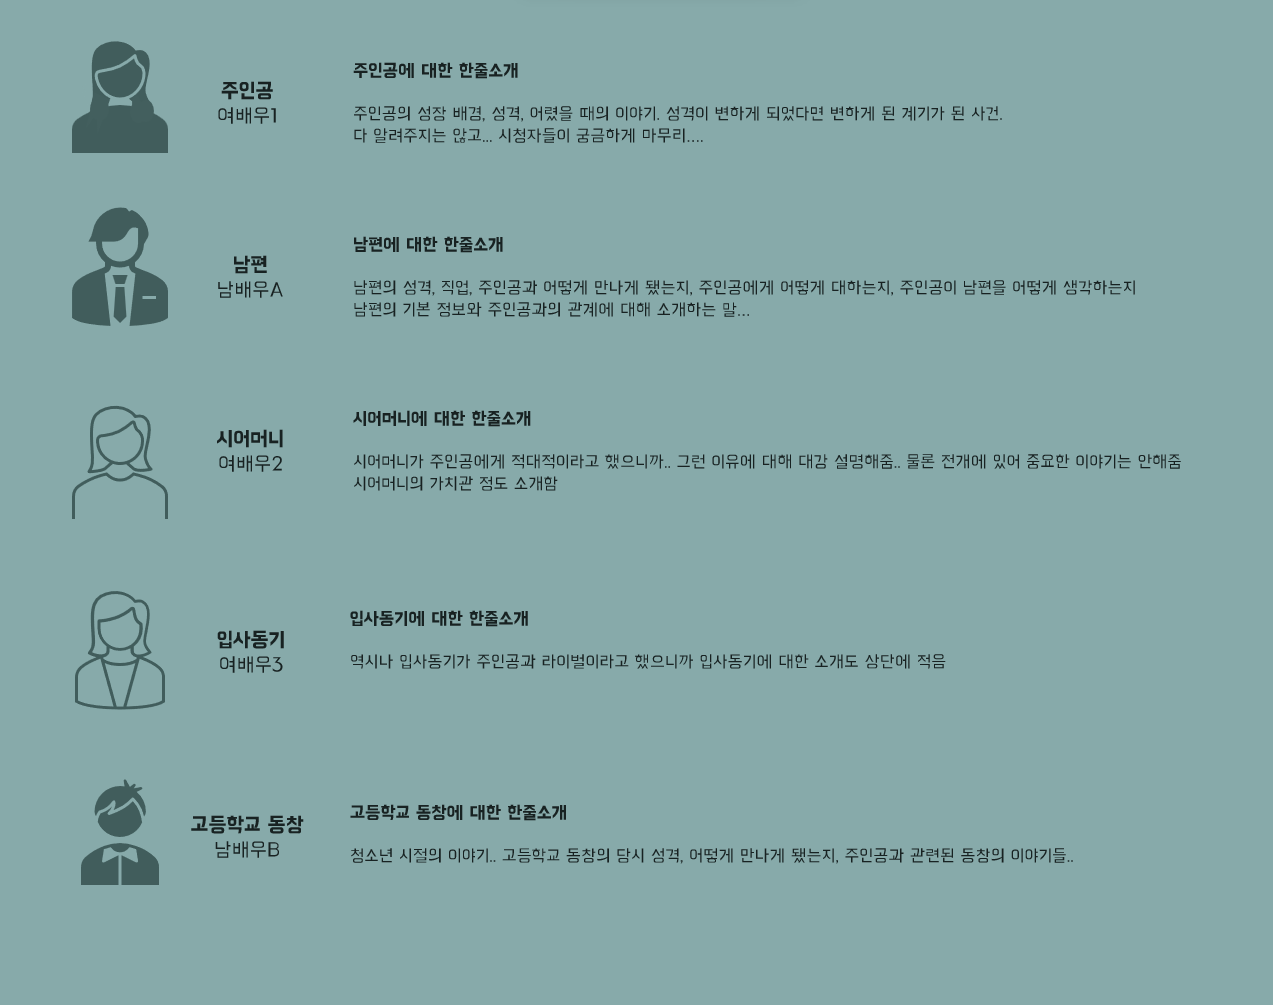 주인공
여배우1
주인공에 대한 한줄소개
주인공의 성장 배경, 성격, 어렸을 때의 이야기. 성격이 변하게 되었다면 변하게 된 계기가 된 사건.
다 알려주지는 않고... 시청자들이 궁금하게 마무리....
남편
남배우A
남편에 대한 한줄소개
남편의 성격, 직업, 주인공과 어떻게 만나게 됐는지, 주인공에게 어떻게 대하는지, 주인공이 남편을 어떻게 생각하는지
남편의 기본 정보와 주인공과의 관계에 대해 소개하는 말...
시어머니
여배우2
시어머니에 대한 한줄소개
시어머니가 주인공에게 적대적이라고 했으니까.. 그런 이유에 대해 대강 설명해줌.. 물론 전개에 있어 중요한 이야기는 안해줌
시어머니의 가치관 정도 소개함
입사동기
여배우3
입사동기에 대한 한줄소개
역시나 입사동기가 주인공과 라이벌이라고 했으니까 입사동기에 대한 소개도 상단에 적음
고등학교 동창
남배우B
고등학교 동창에 대한 한줄소개
청소년 시절의 이야기.. 고등학교 동창의 당시 성격, 어떻게 만나게 됐는지, 주인공과 관련된 동창의 이야기들..